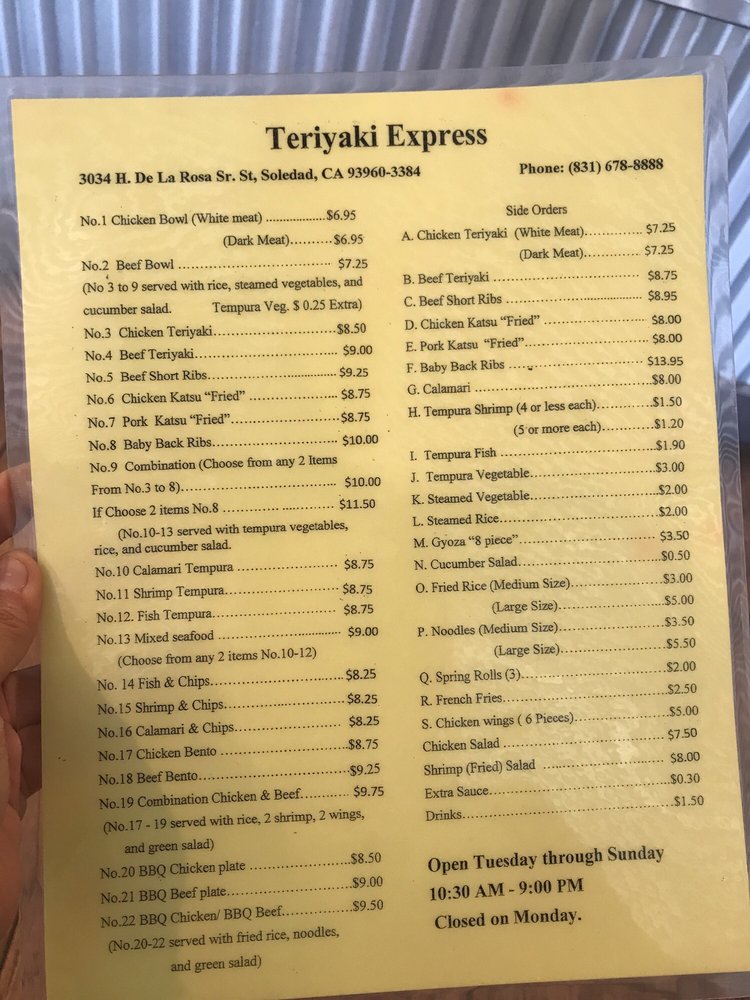 Teriyaki Express
3034 H. De La Rosa Sr. St, Soledad, CA 93960-3384
Phone: (831) 678-8888
No.1 Chicken Bowl (White meat) ..................$6.95
(Dark Meat)..........$6.95
No.2 Beef Bowl ......................................$7.25
(No 3 to 9 served with rice, steamed vegetables, and
cucumber salad. Tempura Veg. $ 0.25 Extra)
No.3 Chicken Teriyaki..............................$8.50
No.4 Beef Teriyaki...................................$9.00
No.5 Beef Short Ribs................................$9.25
No.6 Chicken Katsu “Fried” .......................$8.75
No.7 Pork Katsu “Fried”...........................$8.75
No.8 Baby Back Ribs...............................$10.00
No.9 Combination (Choose from any 2 Items
From No.3 to 8)......................................$10.00
If Choose 2 items No.8 ............................$11.50
(No.10-13 served with tempura vegetables,
rice, and cucumber salad.
No.10 Calamari Tempura ..........................$8.75
No.11 Shrimp Tempura.............................$8.75
No.12. Fish Tempura................................$8.75
No.13 Mixed seafood ...............................$9.00
(Choose from any 2 items No.10-12)
No. 14 Fish & Chips.................................$8.25
No.15 Shrimp & Chips..............................$8.25
No.16 Calamari & Chips...........................$8.25
No.17 Chicken Bento ...............................$8.75
No.18 Beef Bento....................................$9.25
No.19 Combination Chicken & Beef...........$9.75
(No.17 - 19 served with rice, 2 shrimp, 2 wings,
and green salad)
No.20 BBQ Chicken plate ........................$8.50
No.21 BBQ Beef plate..............................$9.00
No.22 BBQ Chicken/ BBQ Beef.................$9.50
(No.20-22 served with fried rice, noodles,
and green salad)
Side Orders
A. Chicken Teriyaki (White Meat)..............$7.25
(Dark Meat)..............$7.25
B. Beef Teriyaki .....................................$8.75
C. Beef Short Ribs ..................................$8.95
D. Chicken Katsu “Fried” ........................$8.00
E. Pork Katsu “Fried”..............................$8.00
F. Baby Back Ribs .................................$13.95
G. Calamari ...........................................$8.00
H. Tempura Shrimp (4 or less each).............$1.50
(5 or more each).............$1.20
I. Tempura Fish ......................................$1.90
J. Tempura Vegetable..............................$3.00
K. Steamed Vegetable..............................$2.00
L. Steamed Rice......................................$2.00
M. Gyoza “8 piece”.................................$3.50
N. Cucumber Salad..................................$0.50
O. Fried Rice (Medium Size).....................$3.00
(Large Size).........................$5.00
P. Noodles (Medium Size).........................$3.50
(Large Size).........................$5.50
Q. Spring Rolls (3)...................................$2.00
R. French Fries........................................$2.50
S. Chicken wings ( 6 Pieces)......................$5.00
Chicken Salad .........................................$7.50
Shrimp (Fried) Salad ................................$8.00
Extra Sauce.............................................$0.30
Drinks.....................................................$1.50
Open Tuesday through Sunday
10:30 AM - 9:00 PM
Closed on Monday.